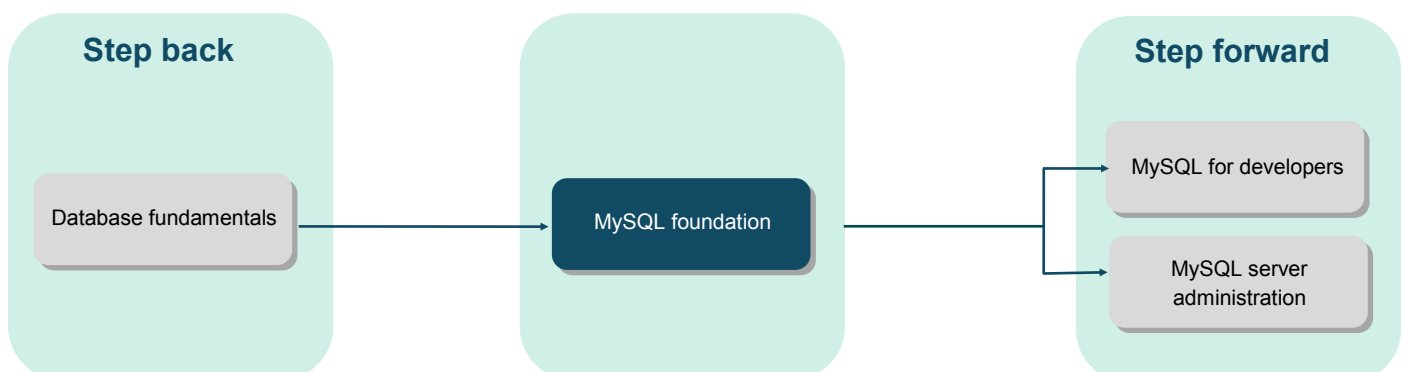 Step back
Database fundamentals
MySQL foundation
Step forward
MySQL for developers
MySQL server
administration